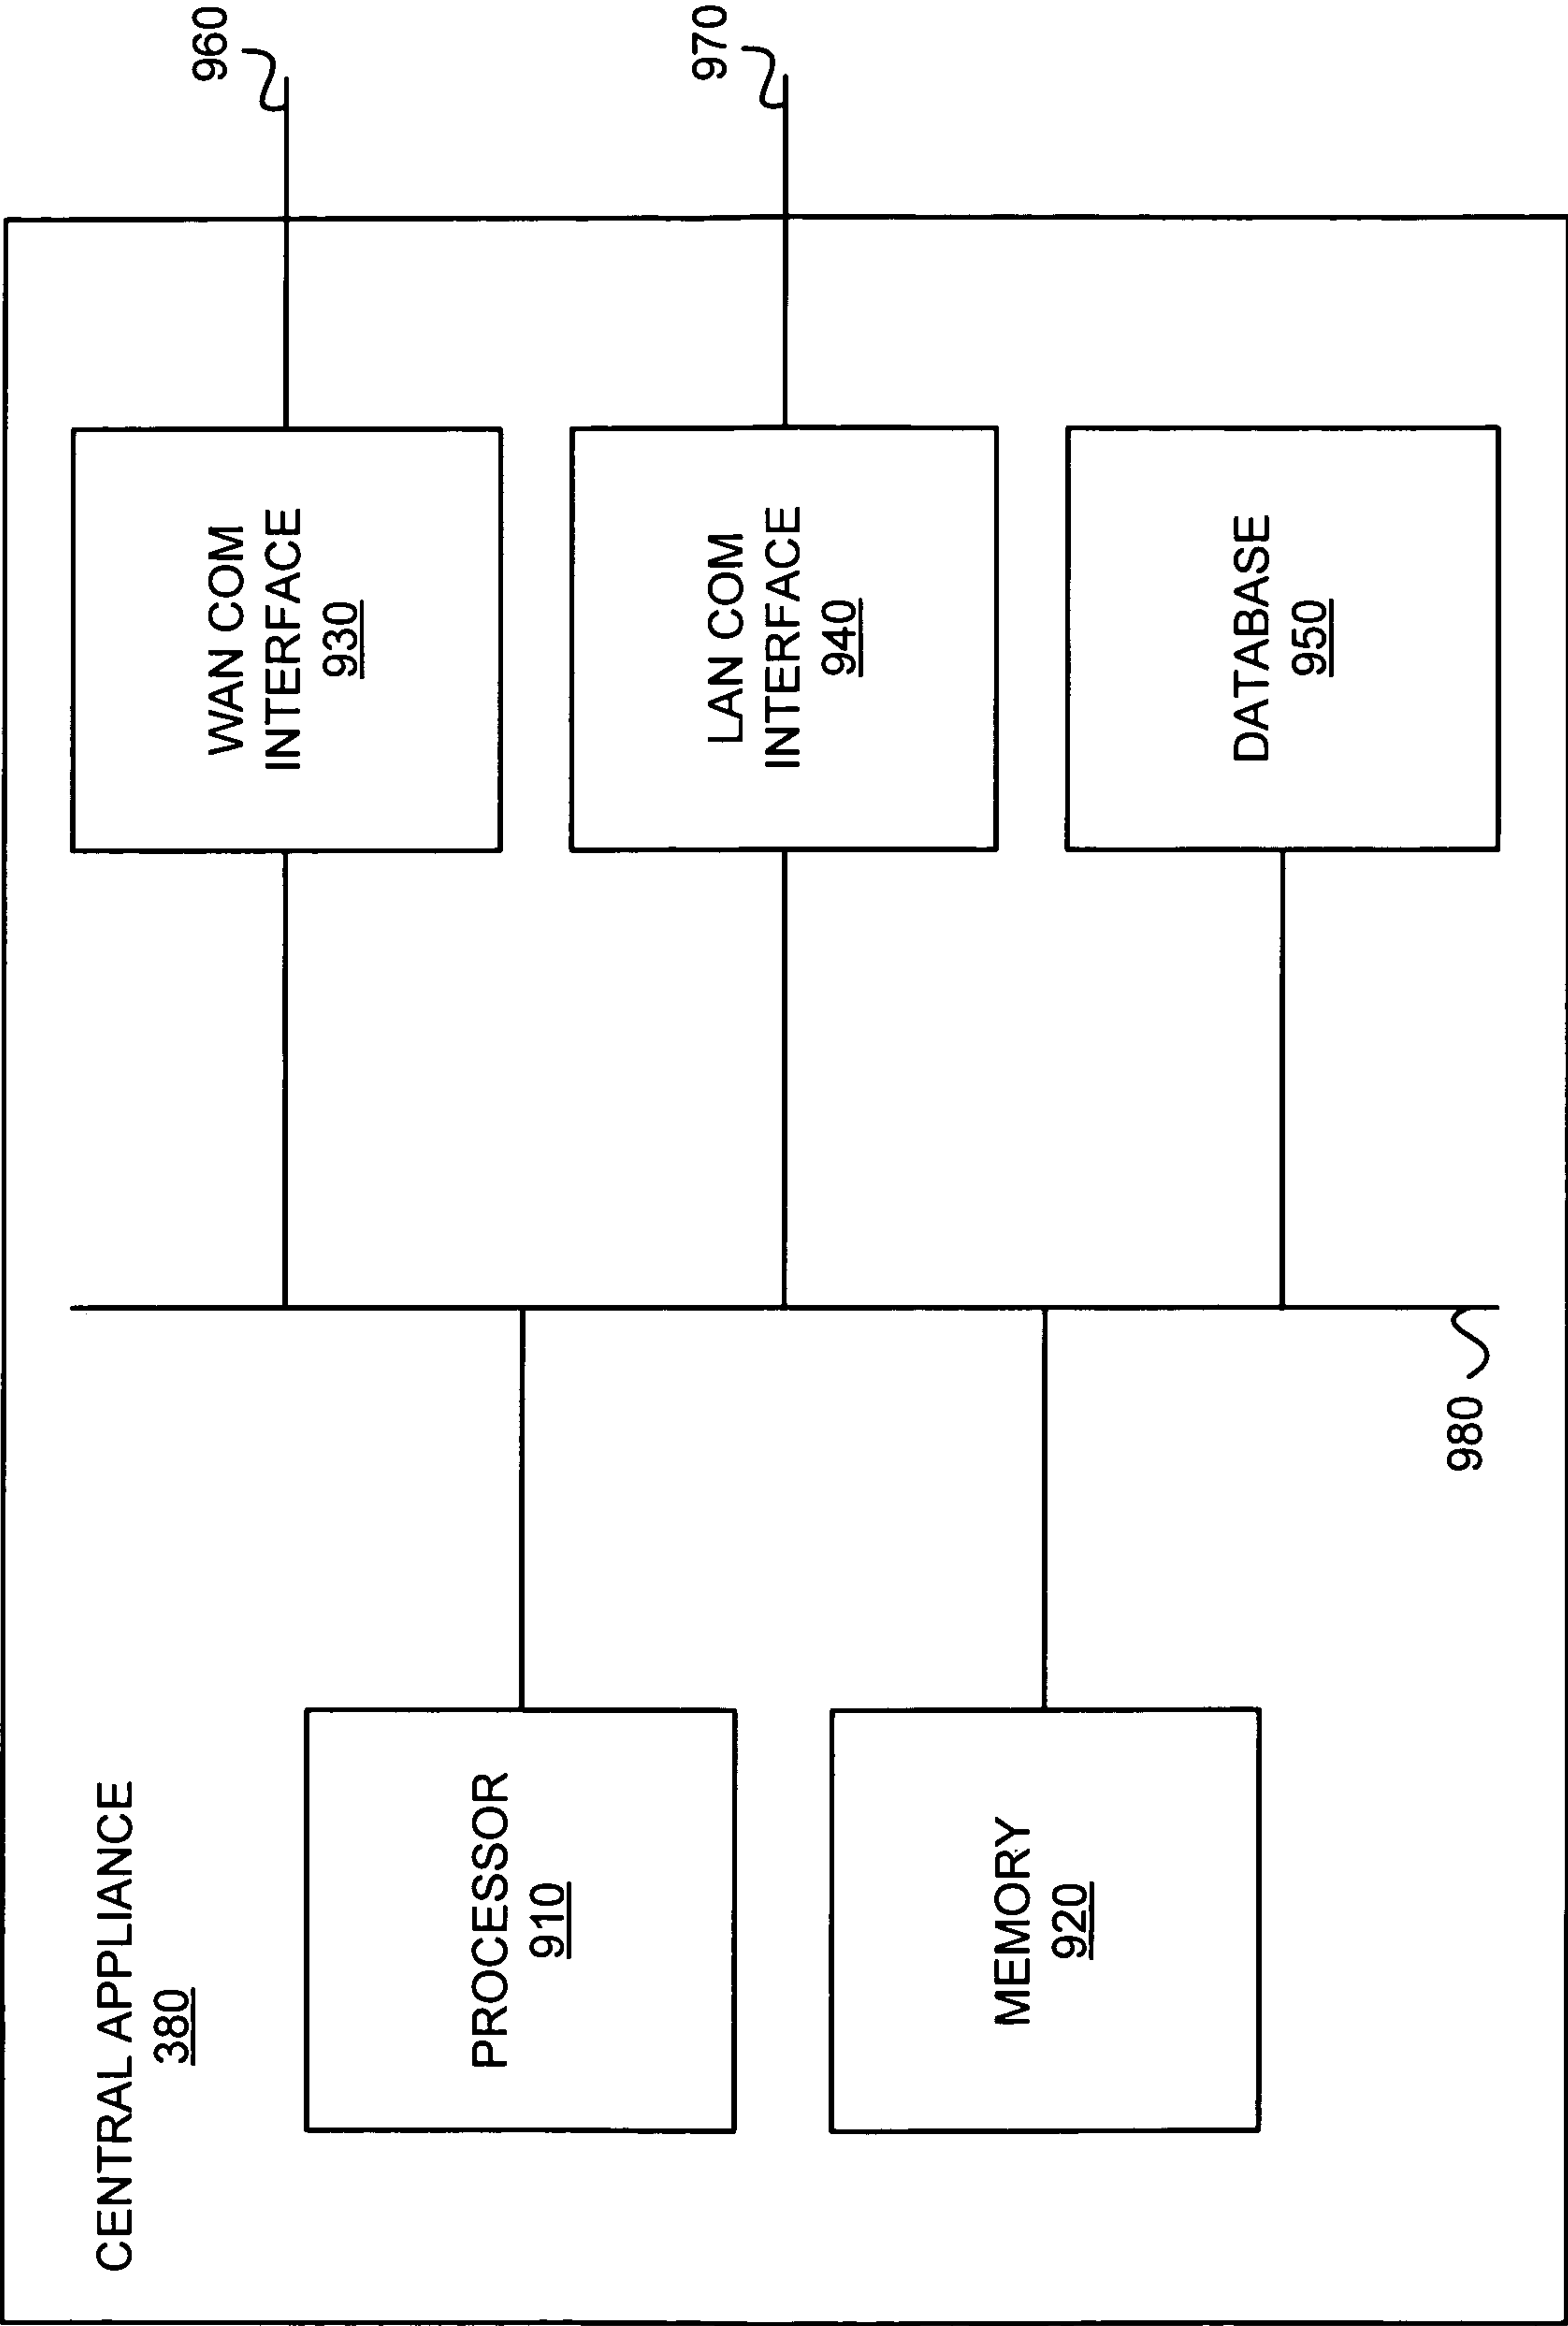 CENTRAL APPLIANCE
380
PROCESSOR
910
MEMORY
920
980
WAN COM
INTERFACE
930
LAN COM
INTERFACE
940
DATABASE
950
960
970